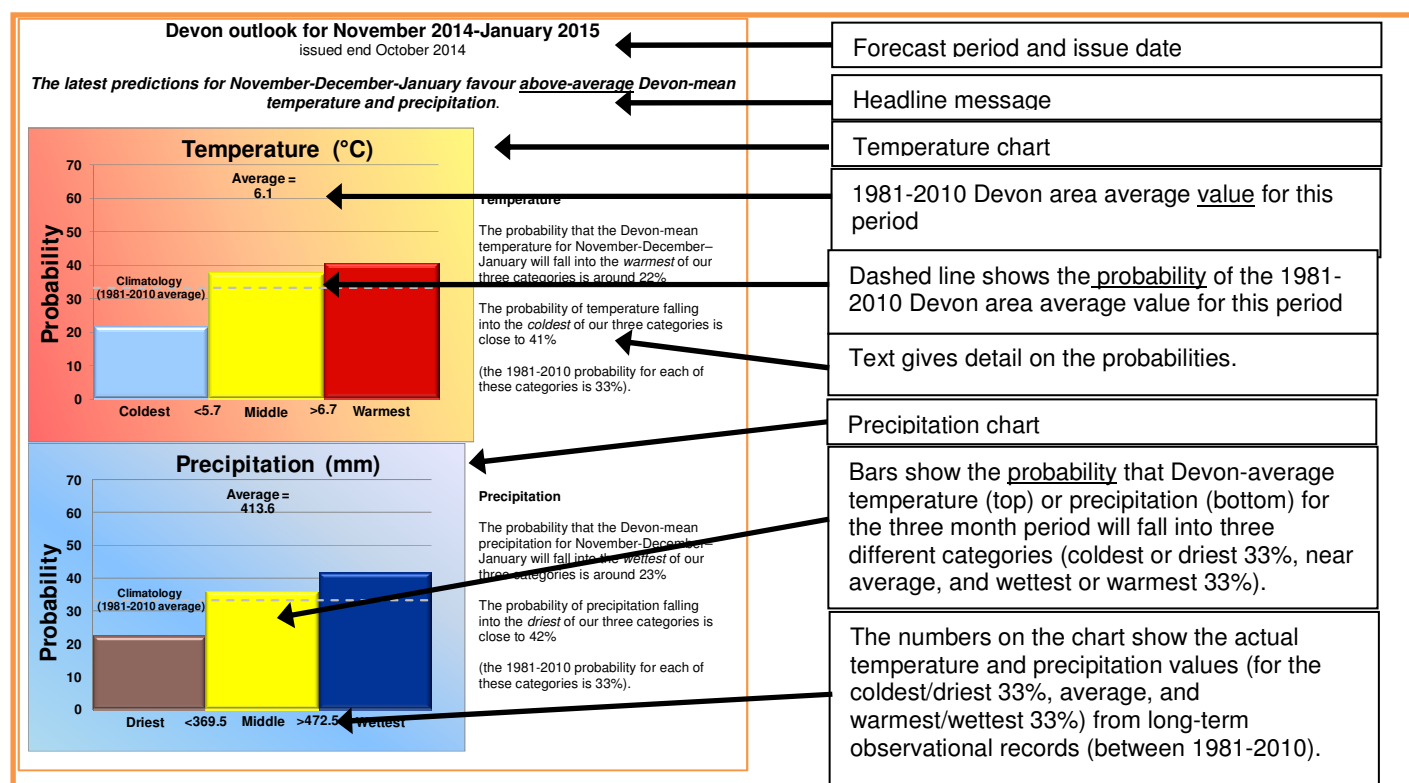 Devon outlook for November 2014-January 2015
issued end October 2014
The latest predictions for November-December-January favour above-average Devon-mean
temperature and precipitation.
Temperature (°C)
Average =
6.1
70
60
50
40
30
20
10
0
Probability
Climatology
(1981-2010 average)
Coldest <5.7 Middle >6.7 Warmest
Temperature
The probability that the Devon-mean
temperature for November-December–
January will fall into the warmest of our
three categories is around 22%
The probability of temperature falling
into the coldest of our three categories is
close to 41%
(the 1981-2010 probability for each of
these categories is 33%).
Precipitation (mm)
Average =
413.6
70
60
50
40
30
20
10
0
Probability
Climatology
(1981-2010 average)
Driest <369.5 Middle >472.5 Wettest
Precipitation
The probability that the Devon-mean
precipitation for November-December–
January will fall into the wettest of our
three categories is around 23%
The probability of precipitation falling
into the driest of our three categories is
close to 42%
(the 1981-2010 probability for each of
these categories is 33%).
Forecast period and issue date
Headline message
Temperature chart
1981-2010 Devon area average value for this
period
Dashed line shows the probability of the 1981-
2010 Devon area average value for this period
Text gives detail on the probabilities.
Precipitation chart
Bars show the probability that Devon-average
temperature (top) or precipitation (bottom) for
the three month period will fall into three
different categories (coldest or driest 33%, near
average, and wettest or warmest 33%).
The numbers on the chart show the actual
temperature and precipitation values (for the
coldest/driest 33%, average, and
warmest/wettest 33%) from long-term
observational records (between 1981-2010).